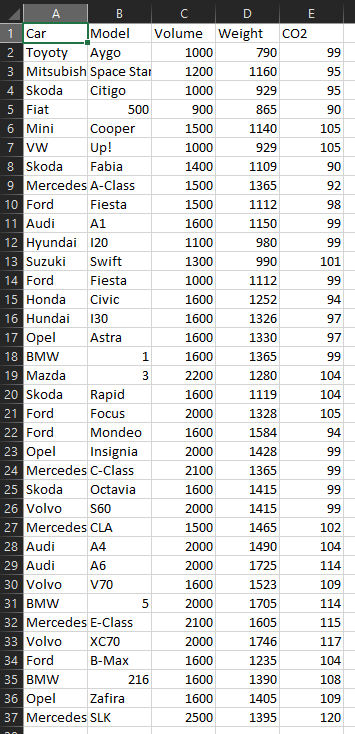 A B C D E
1 Car Model Volume Weight CO2
2 Toyoty Aygo 1000 790 99
3 Mitsubish Space Star 1200 1160 95
4 Skoda Citigo 1000 929 95
5 Fiat 500 900 865 90
6 Mini Cooper 1500 1140 105
7 VW Up! 1000 929 105
8 Skoda Fabia 1400 1109 90
9 Mercedes A-Class 1500 1365 92
10 Ford Fiesta 1500 1112 98
11 Audi A1 1600 1150 99
12 Hyundai I20 1100 980 99
13 Suzuki Swift 1300 990 101
14 Ford Fiesta 1000 1112 99
15 Honda Civic 1600 1252 94
16 Hundai I30 1600 1326 97
17 Opel Astra 1600 1330 97
18 BMW 1 1600 1365 99
19 Mazda 3 2200 1280 104
20 Skoda Rapid 1600 1119 104
21 Ford Focus 2000 1328 105
22 Ford Mondeo 1600 1584 94
23 Opel Insignia 2000 1428 99
24 Mercedes C-Class 2100 1365 99
25 Skoda Octavia 1600 1415 99
26 Volvo S60 2000 1415 99
27 Mercedes CLA 1500 1465 102
28 Audi A4 2000 1490 104
29 Audi A6 2000 1725 114
30 Volvo V70 1600 1523 109
31 BMW 5 2000 1705 114
32 Mercedes E-Class 2100 1605 115
33 Volvo XC70 2000 1746 117
34 Ford B-Max 1600 1235 104
35 BMW 216 1600 1390 108
36 Opel Zafira 1600 1405 109
37 Mercedes SLK 2500 1395 120